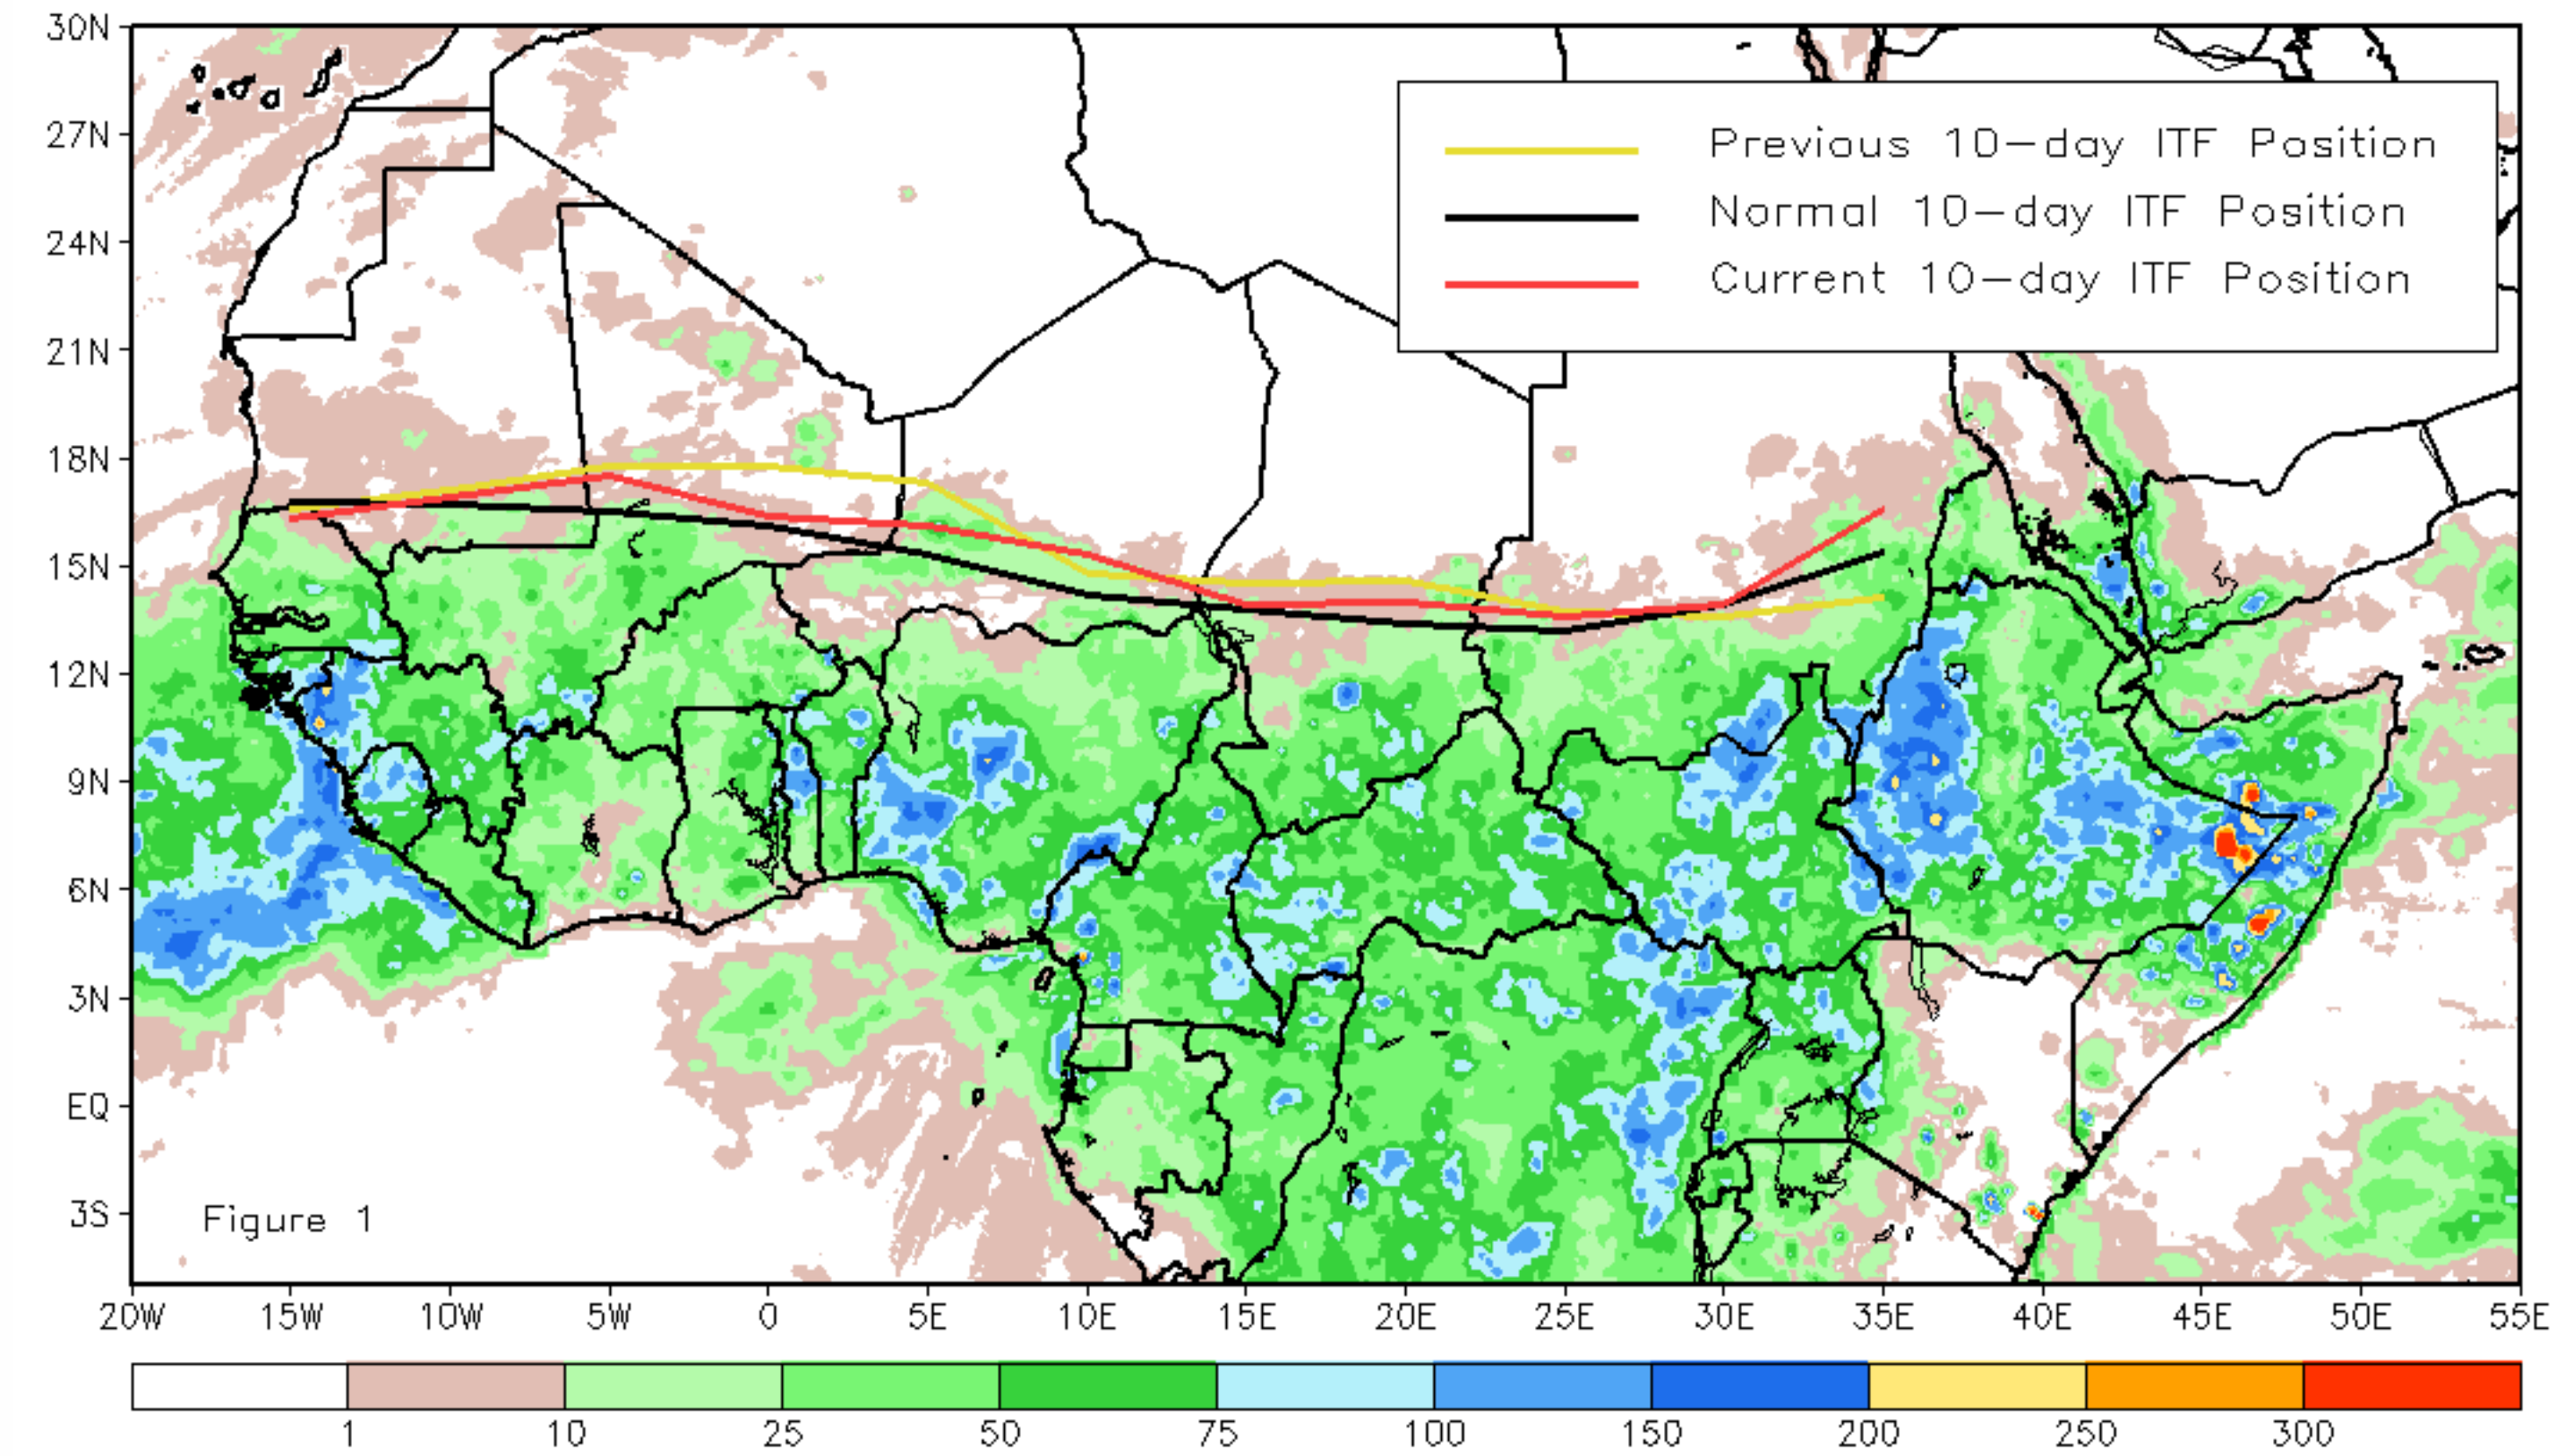 30N
27N
24N
21N
18N
15N
12N
9N
6N
3N
EQ
3S
Previous 10-day ITF Position
Normal 10-day ITF Position
Current 10-day ITF Position
Figure 1
20W 15W 10W 5W 0 5E 10E 15E 20E 25E 30E 35E 40E 45E 50E 55E
1 10 25 50 75 100 150 200 250 300